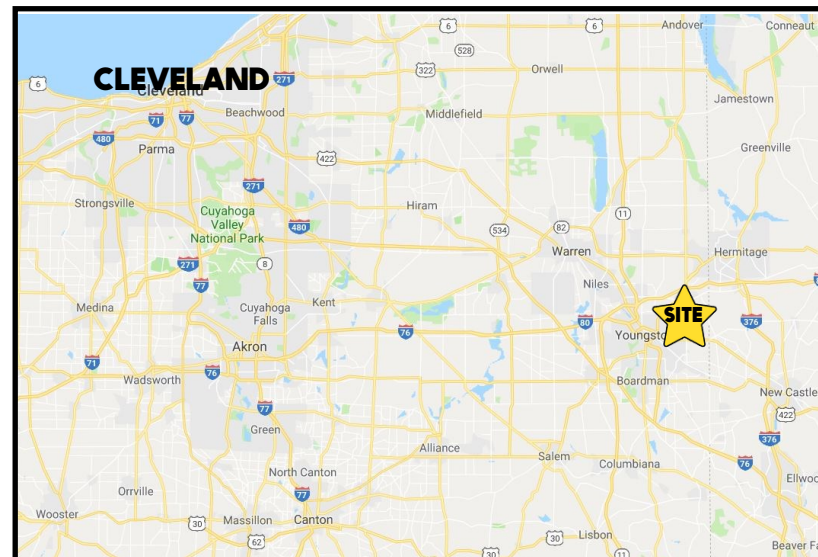 6
6
Andover
Conneaut
528
CLEVELAND
Cleveland
271
322
Orwell
6
Jamestown
Beachwood
Middlefield
71
77
480
Parma
422
Greenville
271
Strongsville
Hiram
Cuyahoga
Valley
National Park
11
480
534
82
Warren
Hermitage
271
8
77
Niles
Medina
Cuyahoga
Falls
Kent
SITE
376
80
76
Youngsto
Akron
71
76
Wadsworth
Boardman
New Castle
77
422
Green
376
Alliance
Salem
Columbiana
76
North Canton
Ellwo
77
Orrville
Wooster
30
Massillon
Canton
62
30
30
Lisbon
11
Beaver Fa